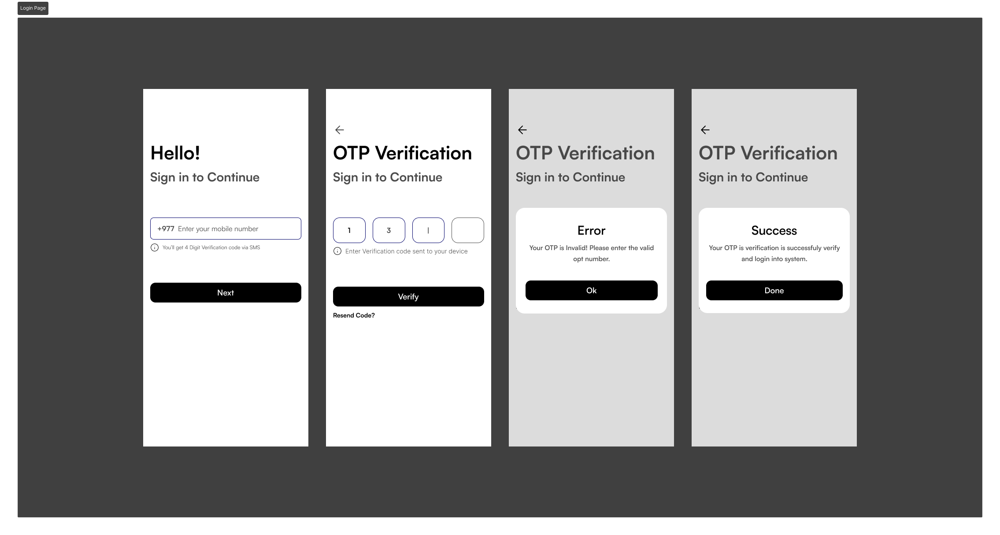 Login Page
Hello!
Sign in to Continue
+977 Enter your mobile number
You'll get 4 Digit Verification code via SMS
Next
OTP Verification
Sign in to Continue
1 3 |
Enter Verification code sent to your device
Verify
Resend Code?
OTP Verification
Sign in to Continue
Error
Your OTP is Invalid! Please enter the valid
opt number.
Ok
OTP Verification
Sign in to Continue
Success
Your OTP is verification is successfuly verify
and login into system.
Done